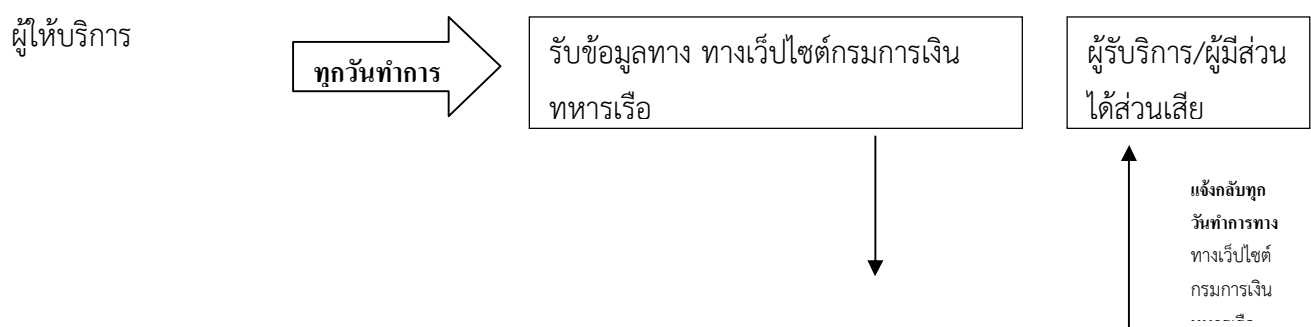 ผู้ให้บริการ
ทุกวันทำการ
รับข้อมูลทาง ทางเว็ปไซต์กรมการเงิน
ทหารเรือ
ผู้รับบริการ/ผู้มีส่วน
ได้ส่วนเสีย
แจ้งกลับทุก
วันทำการทาง
ทางเว็ปไซต์
กรมการเงิน